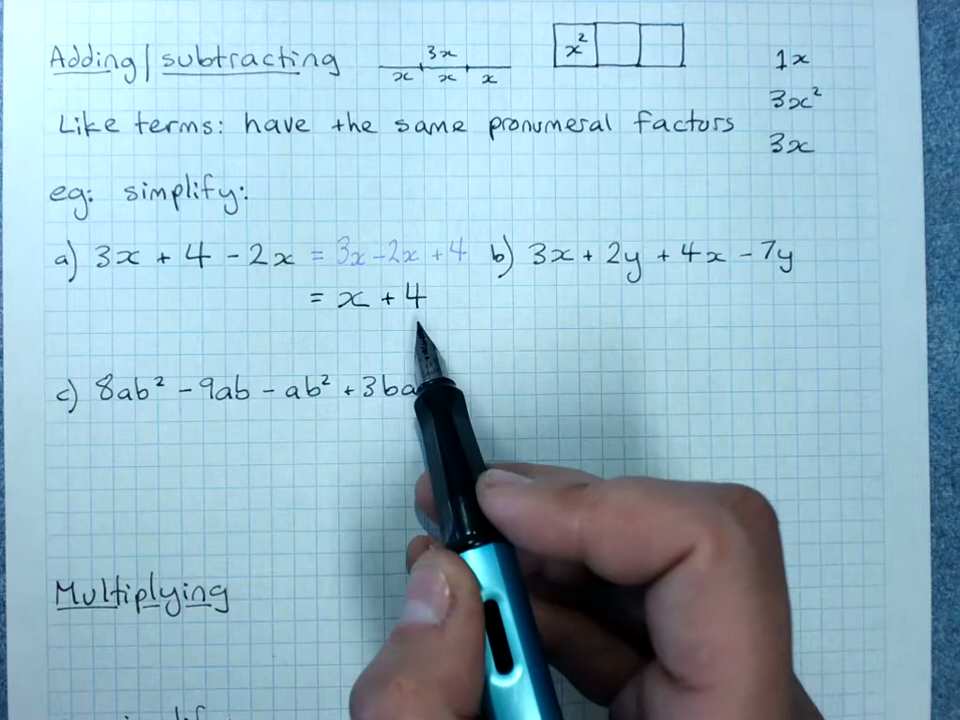 Adding/subtracting 3x x² 1x
x x x
3x²
Like terms: have the same pronumeral factors
3x
eg: simplify:
a) 3x + 4 - 2x = 3x - 2x + 4 b) 3x + 2y + 4x - 7y
= x + 4
c) 8ab² - 9ab - ab² + 3ba
Multiplying